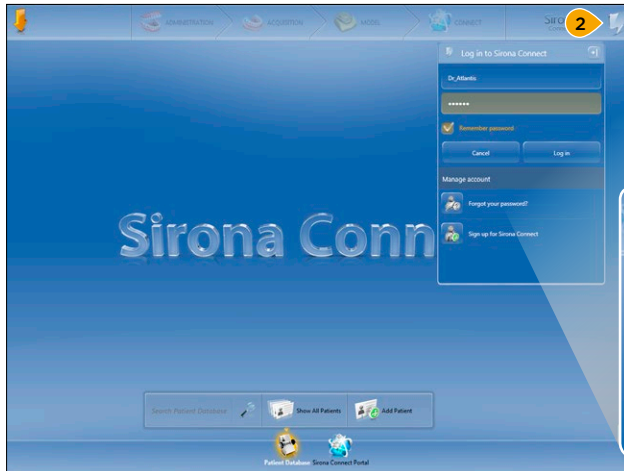 ADMINISTRATION ACQUISITION MODEL CONNECT
2
Log in to Sirona Connect
Dr_Atlantis
••••••
Remember password
Cancel Log in
Manage account
Forgot your password?
Sign up for Sirona Connect
Sirona Conn
Search Patient Database Show All Patients Add Patient
Patient Database Sirona Connect Portal